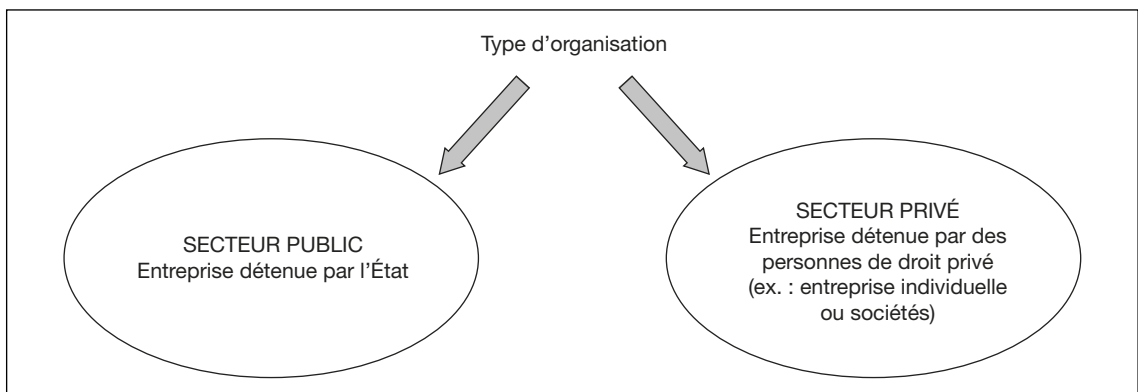 Type d’organisation
SECTEUR PUBLIC
Entreprise détenue par l’État
SECTEUR PRIVÉ
Entreprise détenue par des
personnes de droit privé
(ex. : entreprise individuelle
ou sociétés)